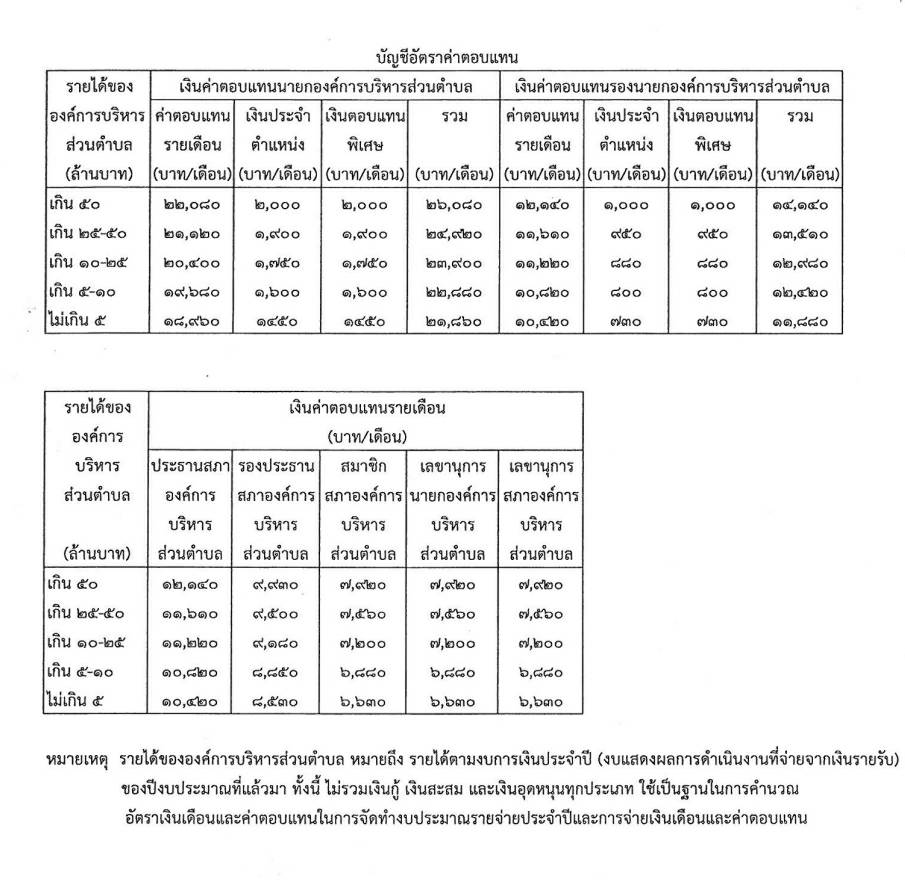 บัญชีอัตราค่าตอบแทน
รายได้ของ เงินค่าตอบแทนนายกองค์การบริหารส่วนตำบล เงินค่าตอบแทนรองนายกองค์การบริหารส่วนตำบล
องค์การบริหาร ค่าตอบแทน เงินประจำ เงินตอบแทน รวม ค่าตอบแทน เงินประจำ เงินตอบแทน รวม
ส่วนตำบล รายเดือน ตำแหน่ง พิเศษ รายเดือน ตำแหน่ง พิเศษ
(ล้านบาท) (บาท/เดือน) (บาท/เดือน) (บาท/เดือน) (บาท/เดือน) (บาท/เดือน) (บาท/เดือน) (บาท/เดือน) (บาท/เดือน)
เกิน ๕๐ ๒๒,๐๘๐ ๒,๐๐๐ ๒,๐๐๐ ๒๖,๐๘๐ ๑๒,๑๔๐ ๑,๐๐๐ ๑,๐๐๐ ๑๔,๑๔๐
เกิน ๒๕-๕๐ ๒๑,๑๒๐ ๑,๙๐๐ ๑,๙๐๐ ๒๔,๙๒๐ ๑๑,๖๑๐ ๙๕๐ ๙๕๐ ๑๓,๕๑๐
เกิน ๑๐-๒๕ ๒๐,๔๐๐ ๑,๗๕๐ ๑,๗๕๐ ๒๓,๙๐๐ ๑๑,๒๒๐ ๘๘๐ ๘๘๐ ๑๒,๙๘๐
เกิน ๕-๑๐ ๑๙,๖๘๐ ๑,๖๐๐ ๑,๖๐๐ ๒๒,๘๘๐ ๑๐,๘๒๐ ๘๐๐ ๘๐๐ ๑๒,๔๒๐
ไม่เกิน ๕ ๑๘,๙๖๐ ๑๔๕๐ ๑๔๕๐ ๒๑,๘๖๐ ๑๐,๔๒๐ ๗๓๐ ๗๓๐ ๑๑,๘๘๐
รายได้ของ เงินค่าตอบแทนรายเดือน
องค์การ (บาท/เดือน)
บริหาร ประธานสภา รองประธาน สมาชิก เลขานุการ เลขานุการ
ส่วนตำบล องค์การ สภาองค์การ สภาองค์การ นายกองค์การ สภาองค์การ
บริหาร บริหาร บริหาร บริหาร บริหาร
(ล้านบาท) ส่วนตำบล ส่วนตำบล ส่วนตำบล ส่วนตำบล ส่วนตำบล
เกิน ๕๐ ๑๒,๑๔๐ ๙,๙๓๐ ๗,๙๒๐ ๗,๙๒๐ ๗,๙๒๐
เกิน ๒๕-๕๐ ๑๑,๖๑๐ ๙,๕๐๐ ๗,๕๖๐ ๗,๕๖๐ ๗,๕๖๐
เกิน ๑๐-๒๕ ๑๑,๒๒๐ ๙,๑๘๐ ๗,๒๐๐ ๗,๒๐๐ ๗,๒๐๐
เกิน ๕-๑๐ ๑๐,๘๒๐ ๘,๘๕๐ ๖,๘๘๐ ๖,๘๘๐ ๖,๘๘๐
ไม่เกิน ๕ ๑๐,๔๒๐ ๘,๕๓๐ ๖,๖๓๐ ๖,๖๓๐ ๖,๖๓๐
หมายเหตุ รายได้ขององค์การบริหารส่วนตำบล หมายถึง รายได้ตามงบการเงินประจำปี (งบแสดงผลการดำเนินงานที่จ่ายจากเงินรายรับ)
ของปีงบประมาณที่แล้วมา ทั้งนี้ ไม่รวมเงินกู้ เงินสะสม และเงินอุดหนุนทุกประเภท ใช้เป็นฐานในการคำนวณ
อัตราเงินเดือนและค่าตอบแทนในการจัดทำงบประมาณรายจ่ายประจำปีและการจ่ายเงินเดือนและค่าตอบแทน